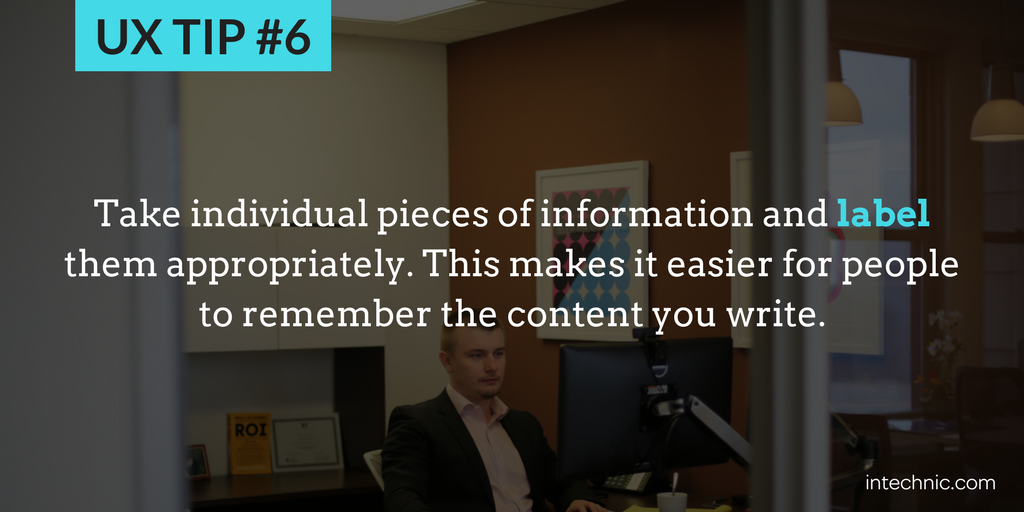 UX TIP #6
Take individual pieces of information and label
them appropriately. This makes it easier for people
to remember the content you write.
ROI
intechnic.com